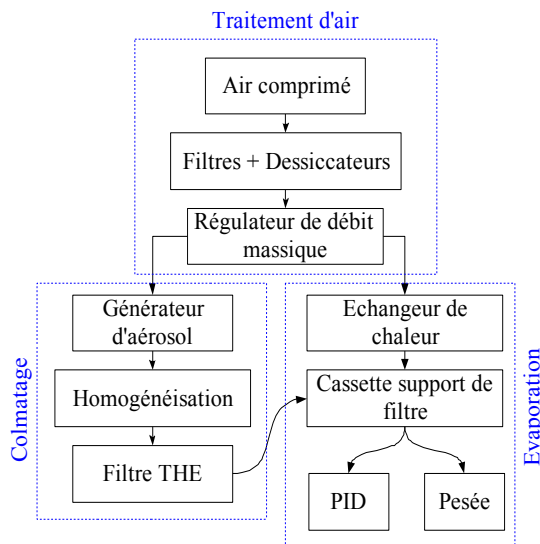 Traitement d'air
Air comprimé
Filtres + Dessiccateurs
Régulateur de débit
massique
Colmatage
Générateur
d'aérosol
Homogénéisation
Filtre THE
Evaporation
Echangeur de
chaleur
Cassette support de
filtre
PID
Pesée